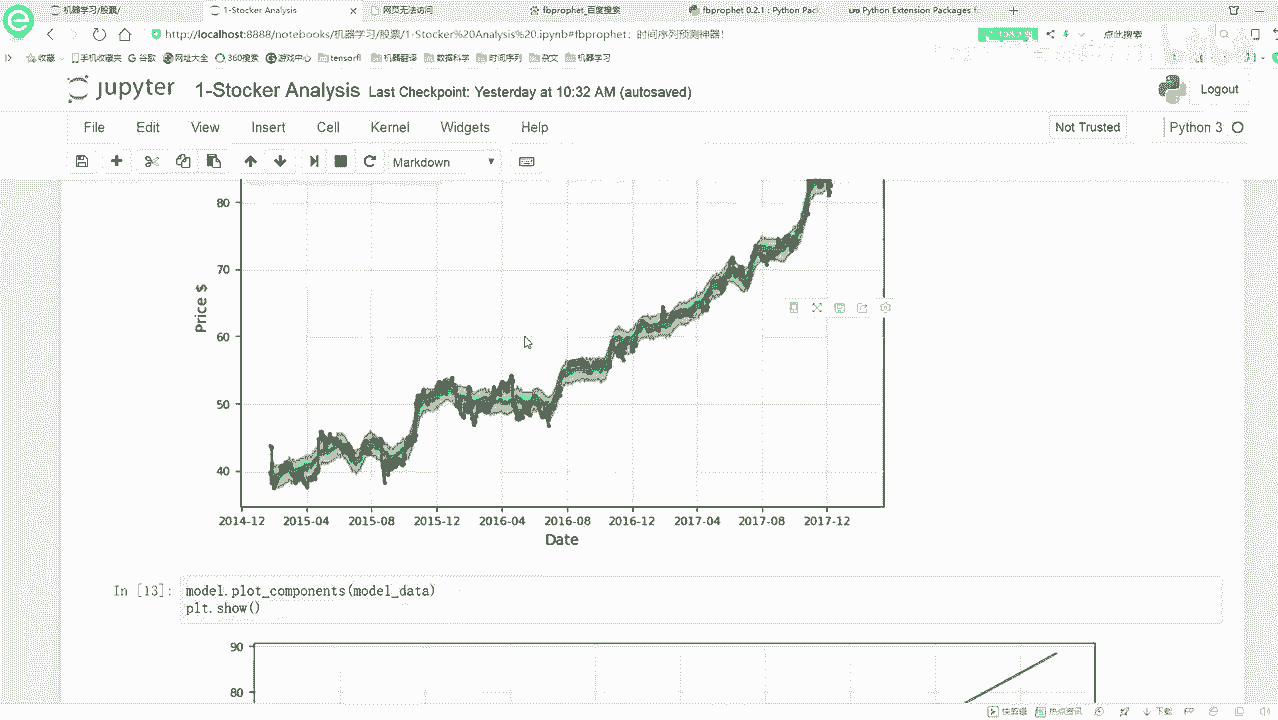 机器学习/股票/
1-Stocker Analysis
网页无法访问
fbprophet_百度搜索
fbprophet 0.2.1 : Python Pack
Python Extension Packages f
http://localhost:8888/notebooks/机器学习/股票/1-Stocker%20Analysis%20.ipynb#fbprophet：时间序列预测神器!
点此搜索
收藏
手机收藏夹
谷歌
网址大全
360搜索
游戏中心
tensorfl
机器翻译
数据科学
时间序列
杂文
机器学习
jupyter
1-Stocker Analysis
Last Checkpoint: Yesterday at 10:32 AM (autosaved)
Logout
File
Edit
View
Insert
Cell
Kernel
Widgets
Help
Not Trusted
Python 3
Markdown
80
70
60
50
40
Price $
2014-12
2015-04
2015-08
2015-12
2016-04
2016-08
2016-12
2017-04
2017-08
2017-12
Date
In [13]:
model.plot_components(model_data)
plt.show()
90
80
快剪辑
热点资讯
下载